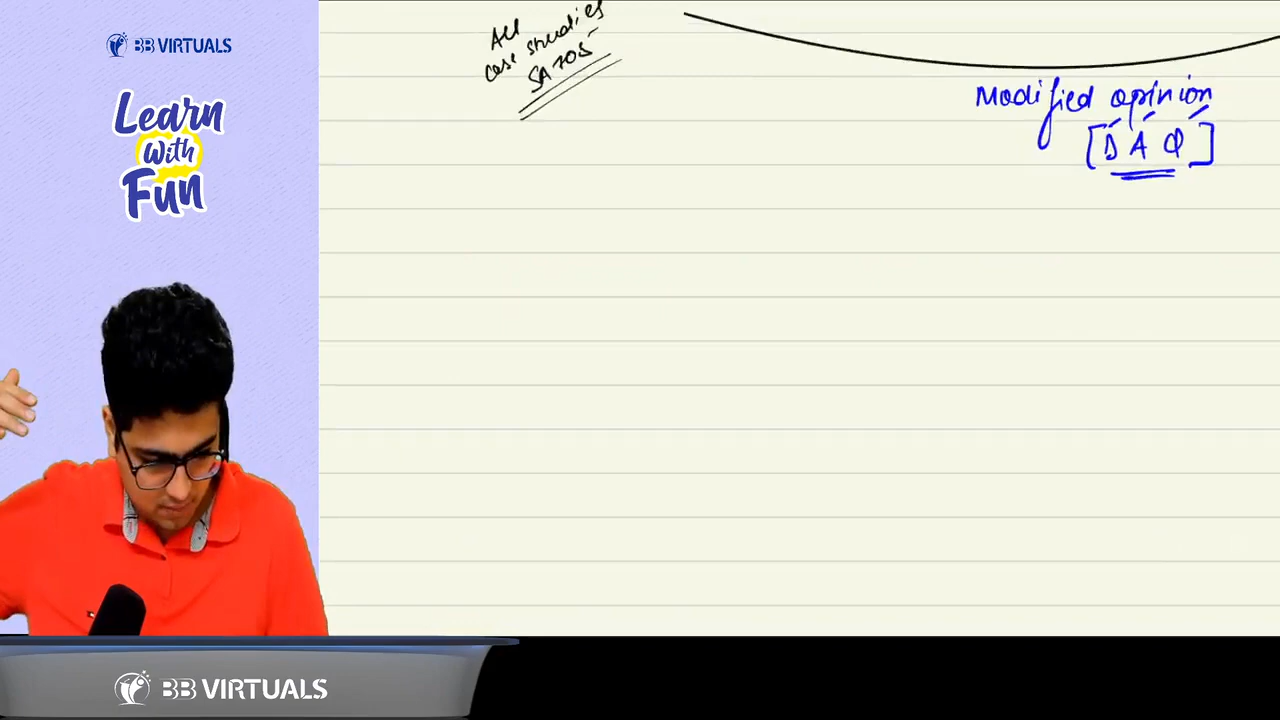 BB VIRTUALS
Learn
With
Fun
All
case studies
SA 705
Modified opinion
[D A Q]
BB VIRTUALS